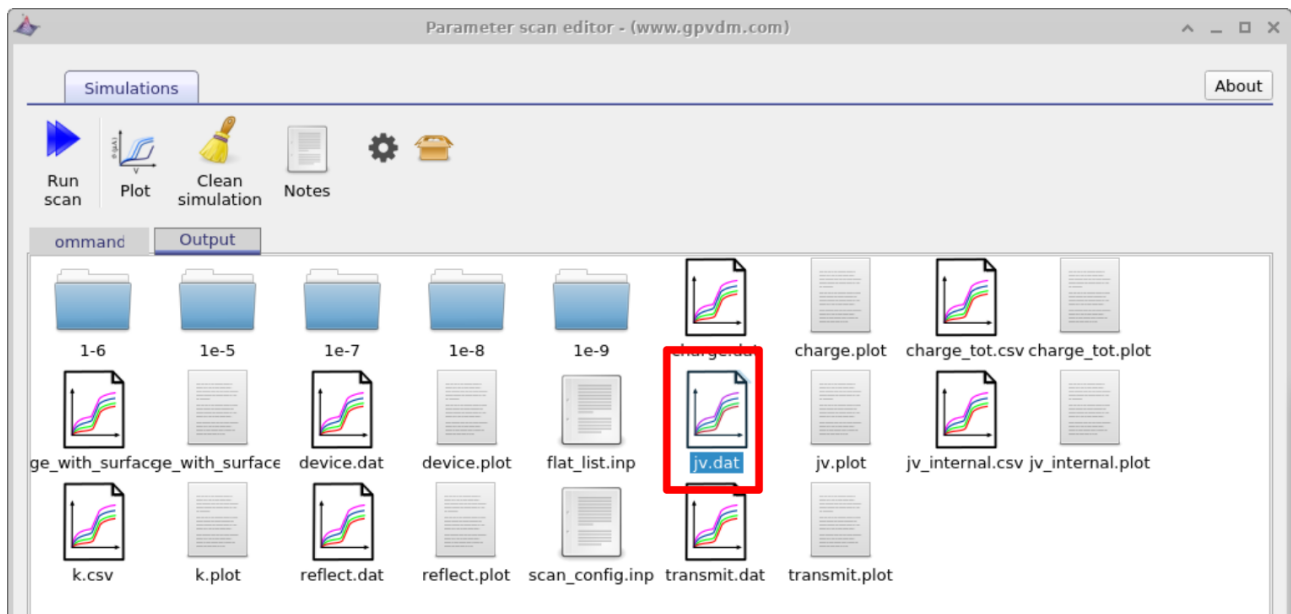 Parameter scan editor - (www.gpvdm.com)
Simulations
About
Run scan
Plot
Clean simulation
Notes
ommand
Output
1-6
1e-5
1e-7
1e-8
1e-9
charge.dat
charge.plot
charge_tot.csv
charge_tot.plot
ge_with_surface
ge_with_surface
device.dat
device.plot
flat_list.inp
jv.dat
jv.plot
jv_internal.csv
jv_internal.plot
k.csv
k.plot
reflect.dat
reflect.plot
scan_config.inp
transmit.dat
transmit.plot